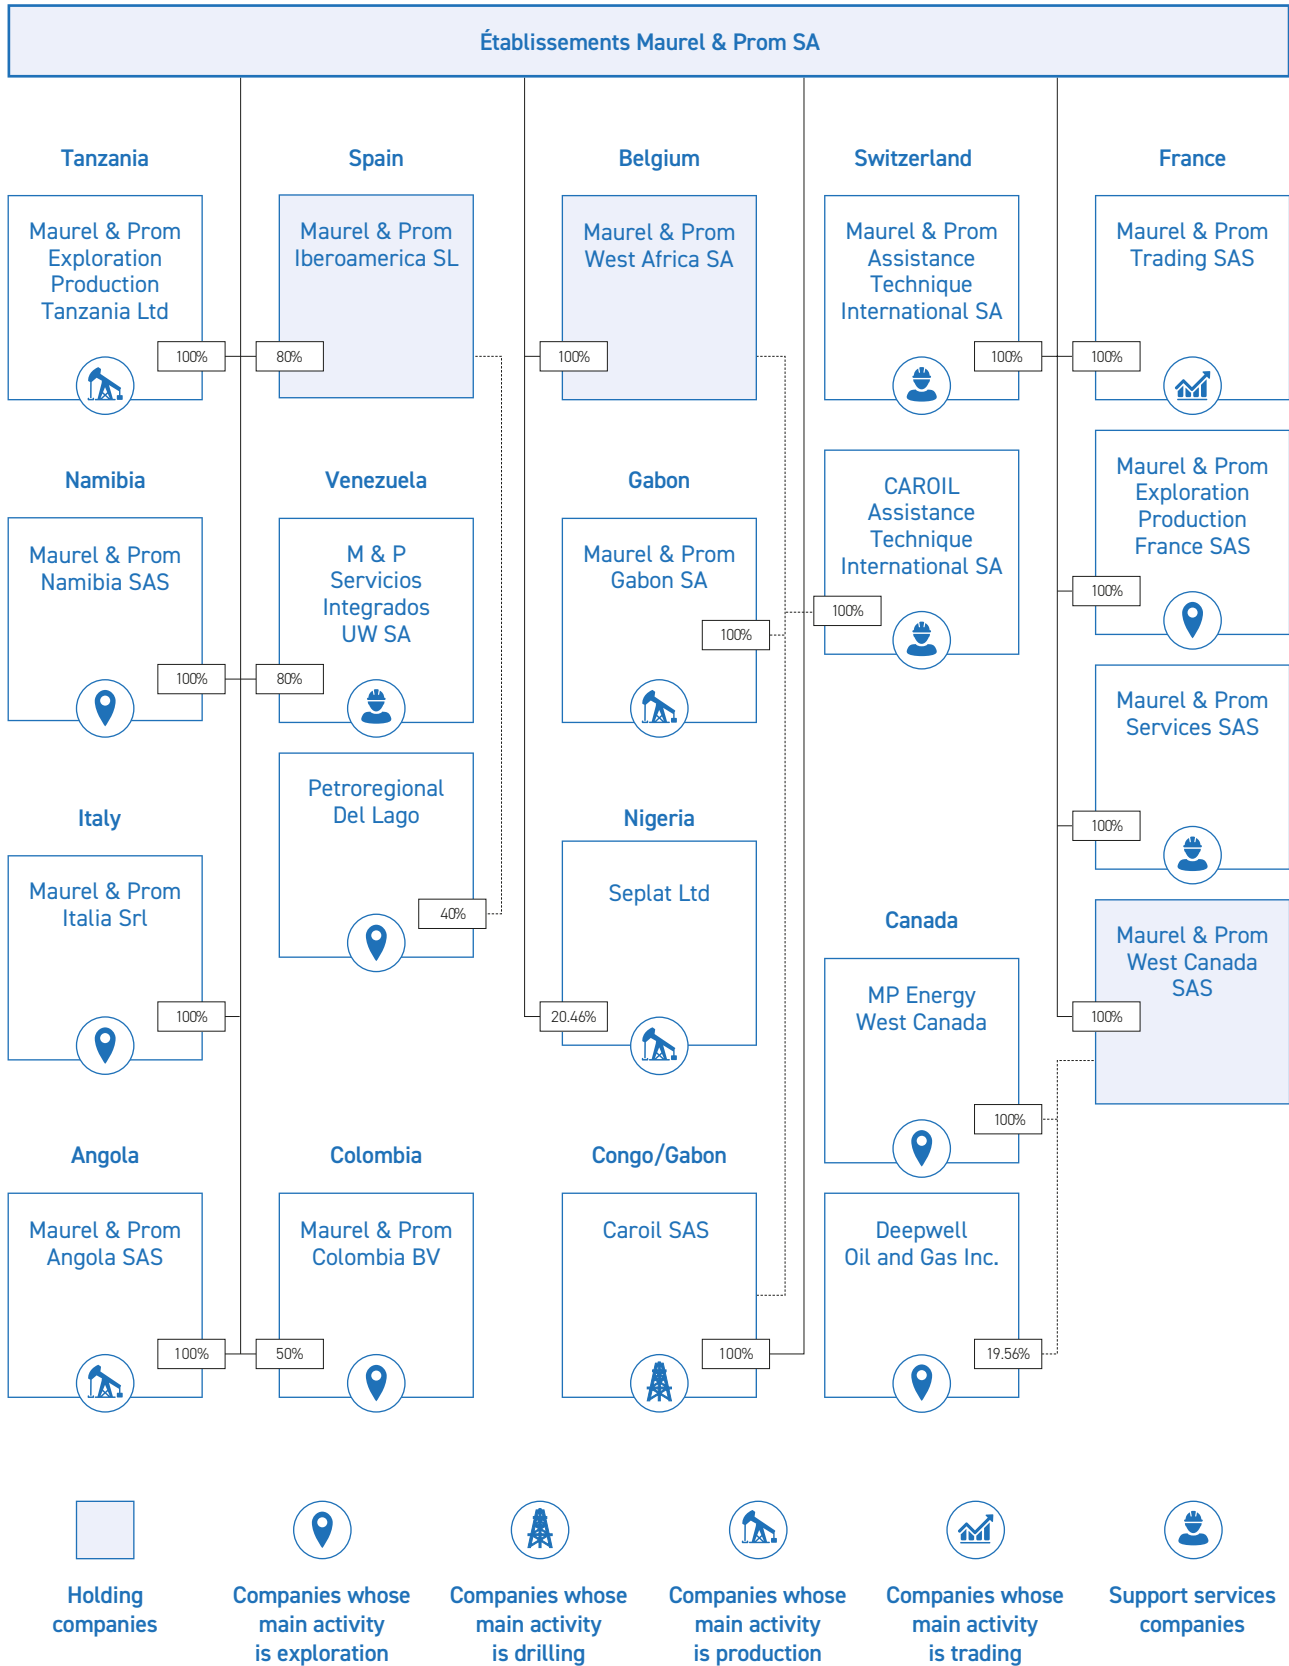 Établissements Maurel & Prom SA
Tanzania
Maurel & Prom
Exploration
Production
Tanzania Ltd
100%
Namibia
Maurel & Prom
Namibia SAS
100%
Italy
Maurel & Prom
Italia Srl
100%
Angola
Maurel & Prom
Angola SAS
100%
Spain
Maurel & Prom
Iberoamerica SL
80%
Venezuela
M & P
Servicios
Integrados
UW SA
80%
Petroregional
Del Lago
40%
Colombia
Maurel & Prom
Colombia BV
50%
Belgium
Maurel & Prom
West Africa SA
100%
Gabon
Maurel & Prom
Gabon SA
100%
Nigeria
Seplat Ltd
20.46%
Congo/Gabon
Caroil SAS
100%
Switzerland
Maurel & Prom
Assistance
Technique
International SA
100%
CAROIL
Assistance
Technique
International SA
100%
Canada
MP Energy
West Canada
100%
Deepwell
Oil and Gas Inc.
19.56%
France
Maurel & Prom
Trading SAS
100%
Maurel & Prom
Exploration
Production
France SAS
100%
Maurel & Prom
Services SAS
100%
Maurel & Prom
West Canada
SAS
100%
Holding
companies
Companies whose
main activity
is exploration
Companies whose
main activity
is drilling
Companies whose
main activity
is production
Companies whose
main activity
is trading
Support services
companies